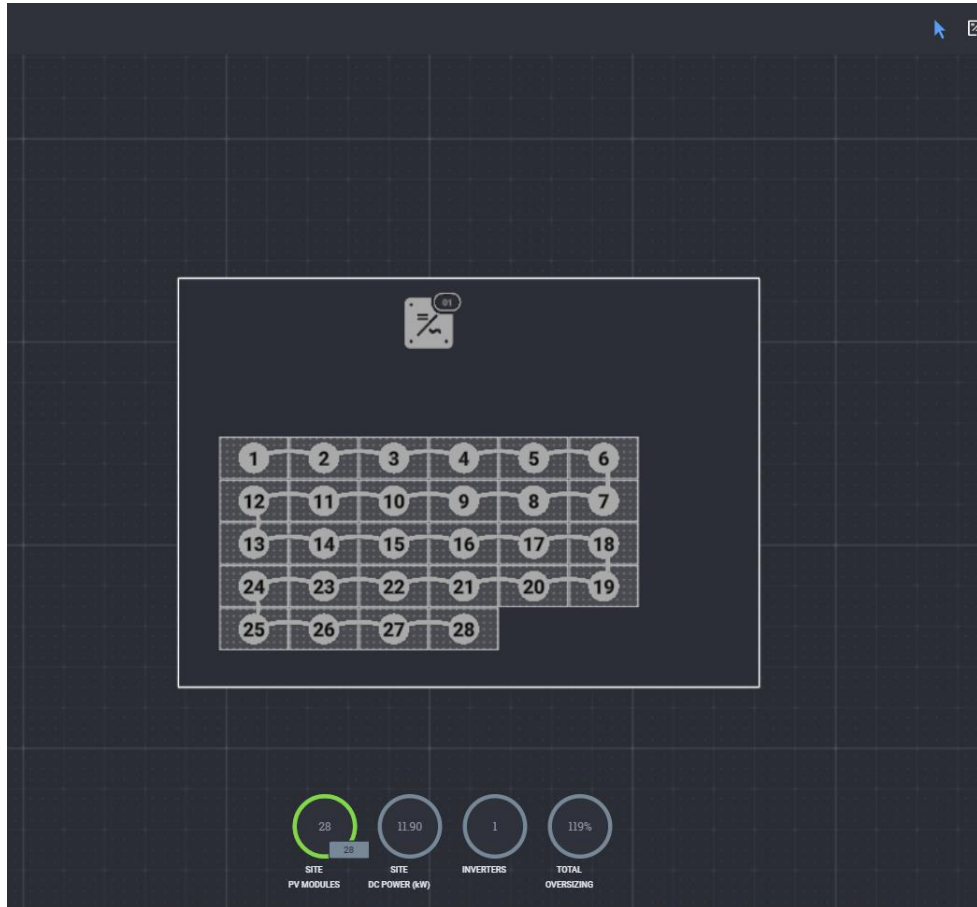 01
1 2 3 4 5 6
12 11 10 9 8 7
13 14 15 16 17 18
24 23 22 21 20 19
25 26 27 28
28 11.90 1 119%
28
SITE SITE INVERTERS TOTAL
PV MODULES DC POWER (kW) OVERSIZING